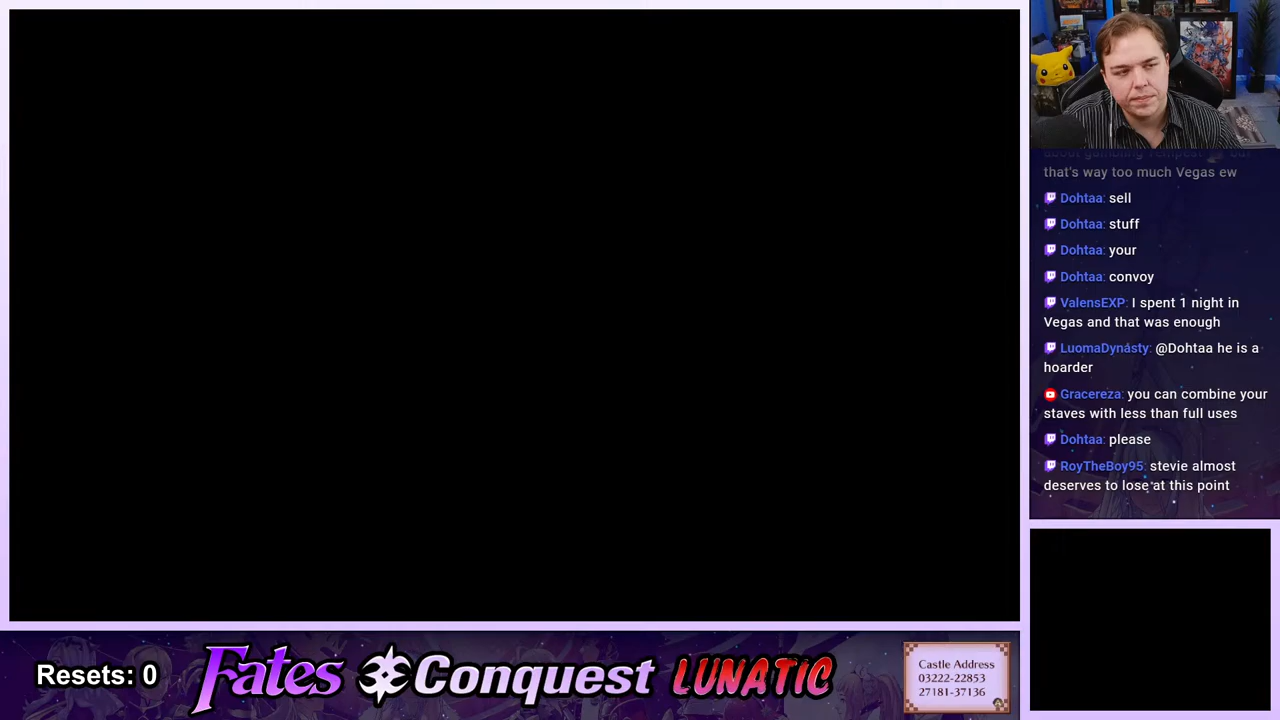 that's way too much Vegas ew
Dohtaa: sell
Dohtaa: stuff
Dohtaa: your
Dohtaa: convoy
ValensEXP: I spent 1 night in
Vegas and that was enough
LuomaDynasty: @Dohtaa he is a
hoarder
Gracereza: you can combine your
staves with less than full uses
Dohtaa: please
RoyTheBoy95: stevie almost
deserves to lose at this point
Resets: 0
Fates Conquest LUNATIC
Castle Address
03222-22853
27181-37136